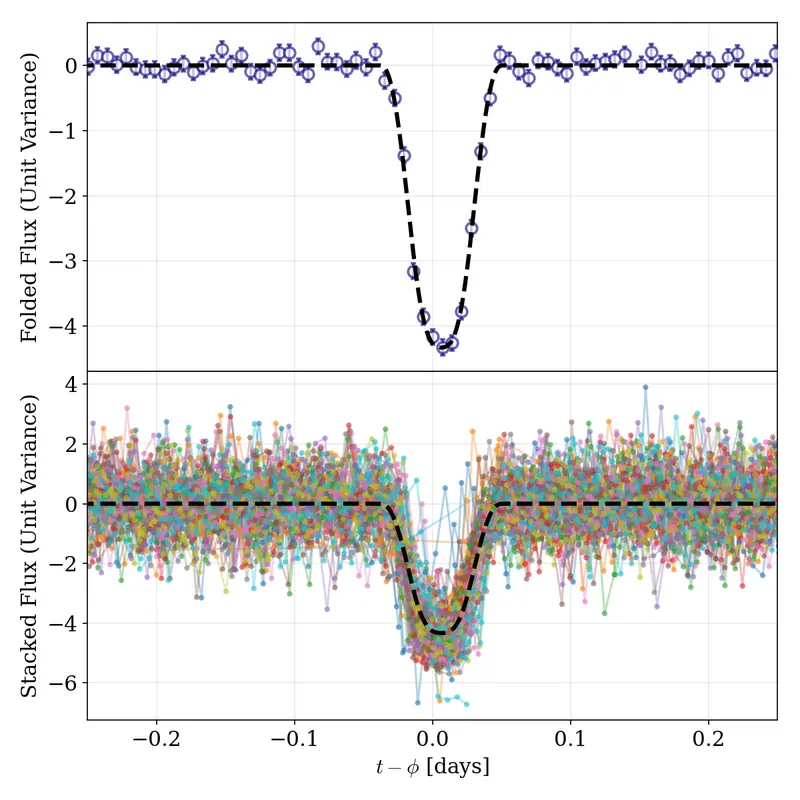 Folded Flux (Unit Variance)
0
−1
−2
−3
−4
Stacked Flux (Unit Variance)
4
2
0
−2
−4
−6
−0.2 −0.1 0.0 0.1 0.2
t − ϕ [days]